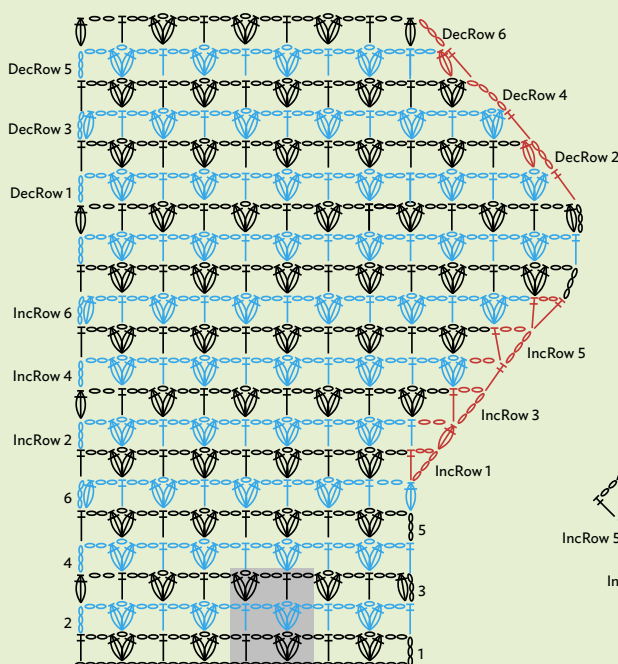 DecRow 6
DecRow 5
DecRow 4
DecRow 3
DecRow 2
DecRow 1
IncRow 6
IncRow 5
IncRow 4
IncRow 3
IncRow 2
IncRow 1
6
5
IncRow 5
4
In
3
2
1